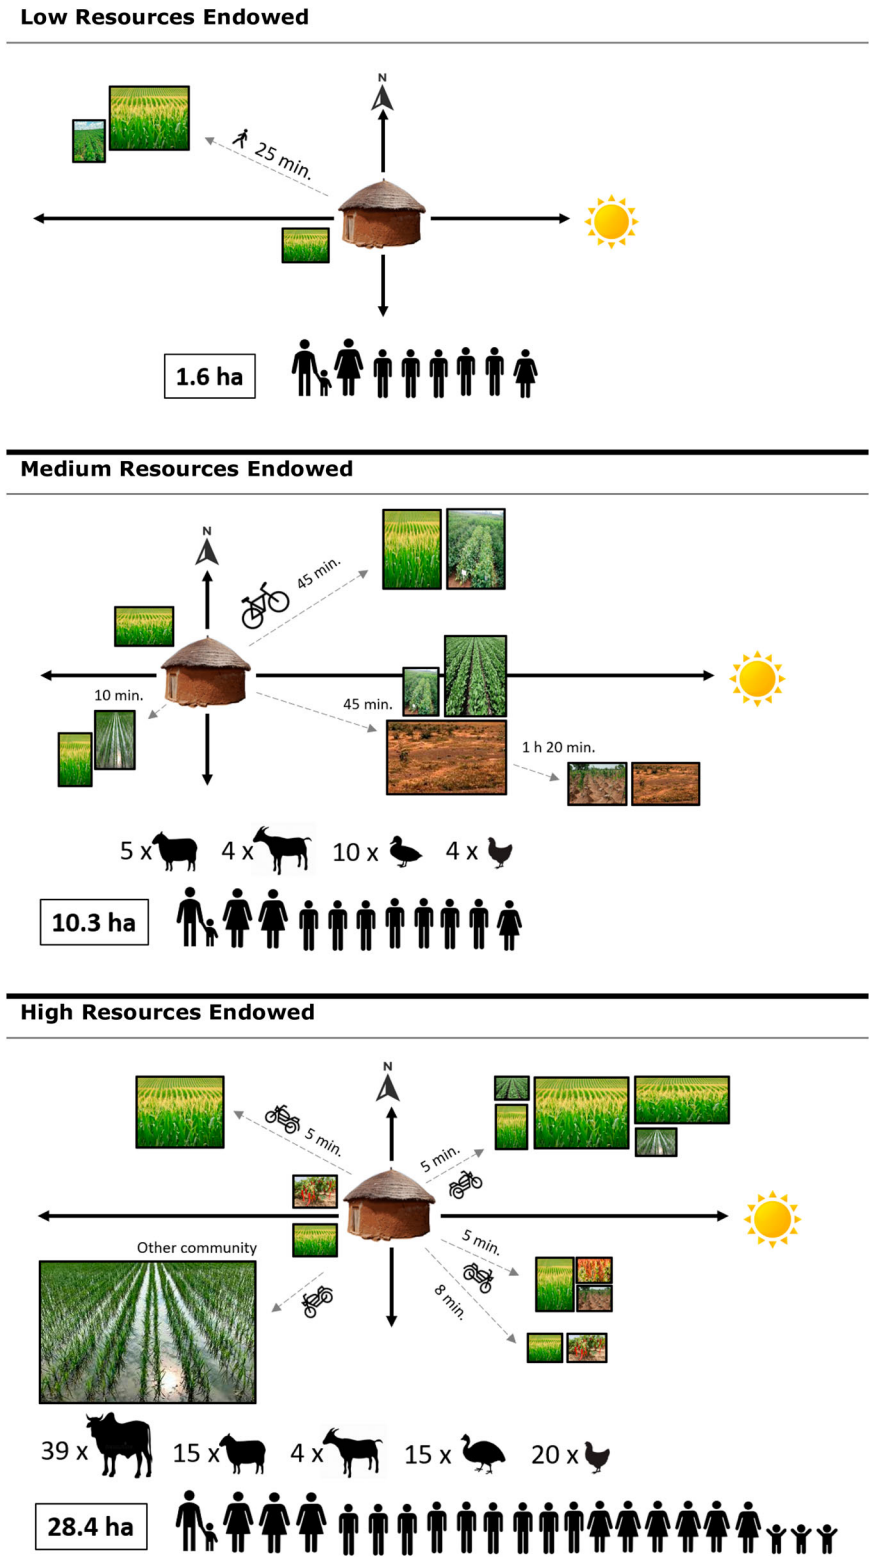 Low Resources Endowed
N
25 min.
1.6 ha
Medium Resources Endowed
N
45 min.
10 min.
45 min.
1 h 20 min.
5 x
4 x
10 x
4 x
10.3 ha
High Resources Endowed
N
5 min.
5 min.
Other community
5 min.
8 min.
39 x
15 x
4 x
15 x
20 x
28.4 ha